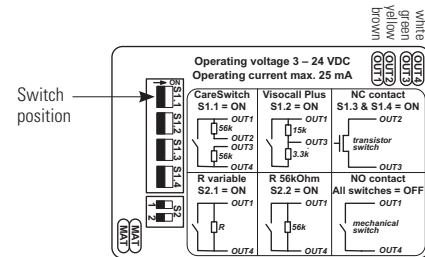 white
green
yellow
brown
OUT1
OUT2
OUT3
OUT4
Operating voltage 3 – 24 VDC
Operating current max. 25 mA
Switch
position
ON
S1.1
S1.2
S1.3
S1.4
1
2
S2
MAT
MAT
CareSwitch
S1.1 = ON
OUT1
56k
OUT2
OUT3
56k
OUT4
Visocall Plus
S1.2 = ON
OUT1
15k
OUT3
3.3k
OUT4
NC contact
S1.3 & S1.4 = ON
OUT2
transistor
switch
OUT3
R variable
S2.1 = ON
OUT1
R
OUT4
R 56kOhm
S2.2 = ON
OUT1
56k
OUT4
NO contact
All switches = OFF
OUT1
mechanical
switch
OUT4